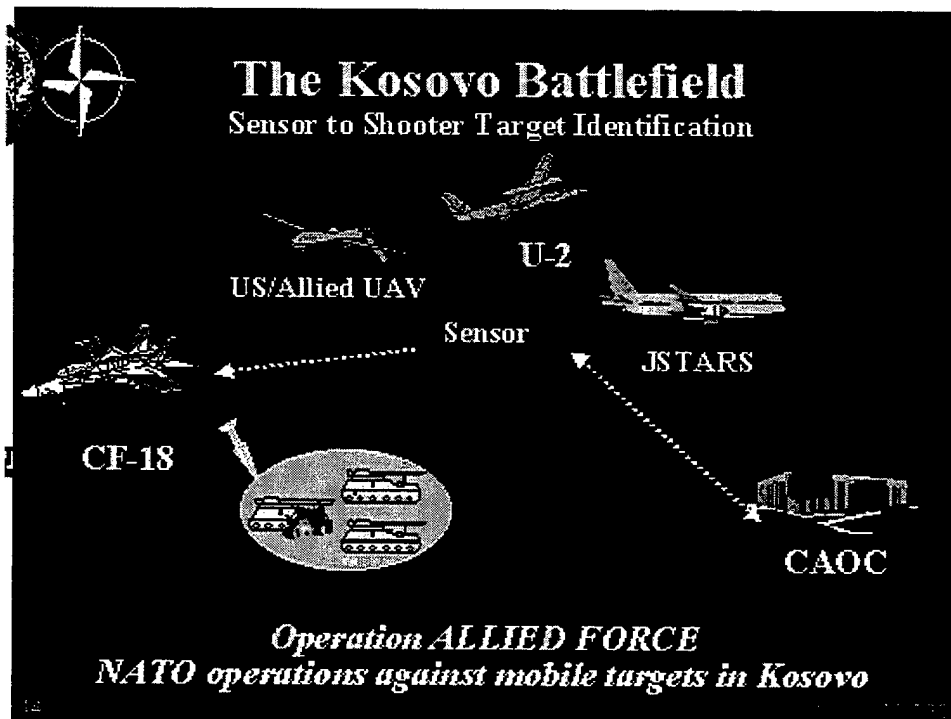 The Kosovo Battlefield
Sensor to Shooter Target Identification
U-2
US/Allied UAV
Sensor
JSTARS
CF-18
CAOC
Operation ALLIED FORCE
NATO operations against mobile targets in Kosovo
14